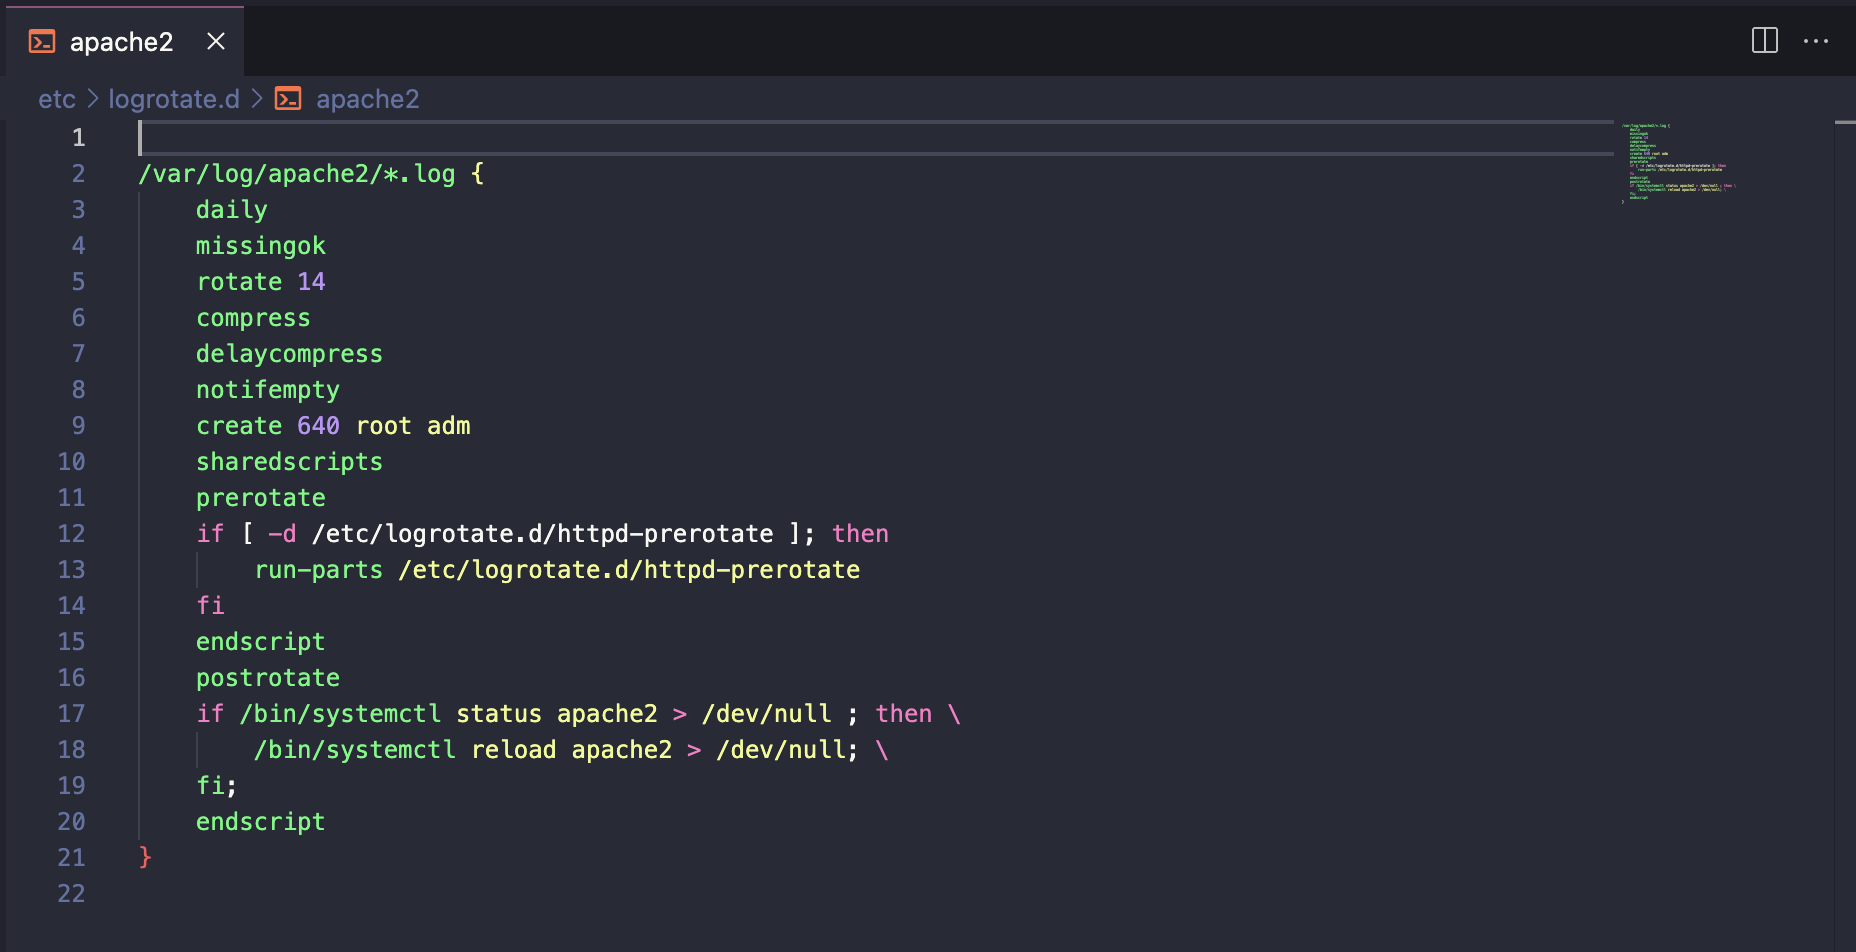 apache2
etc > logrotate.d > apache2
1
2 /var/log/apache2/*.log {
3     daily
4     missingok
5     rotate 14
6     compress
7     delaycompress
8     notifempty
9     create 640 root adm
10     sharedscripts
11     prerotate
12     if [ -d /etc/logrotate.d/httpd-prerotate ]; then
13         run-parts /etc/logrotate.d/httpd-prerotate
14     fi
15     endscript
16     postrotate
17     if /bin/systemctl status apache2 > /dev/null ; then \
18         /bin/systemctl reload apache2 > /dev/null; \
19     fi;
20     endscript
21 }
22